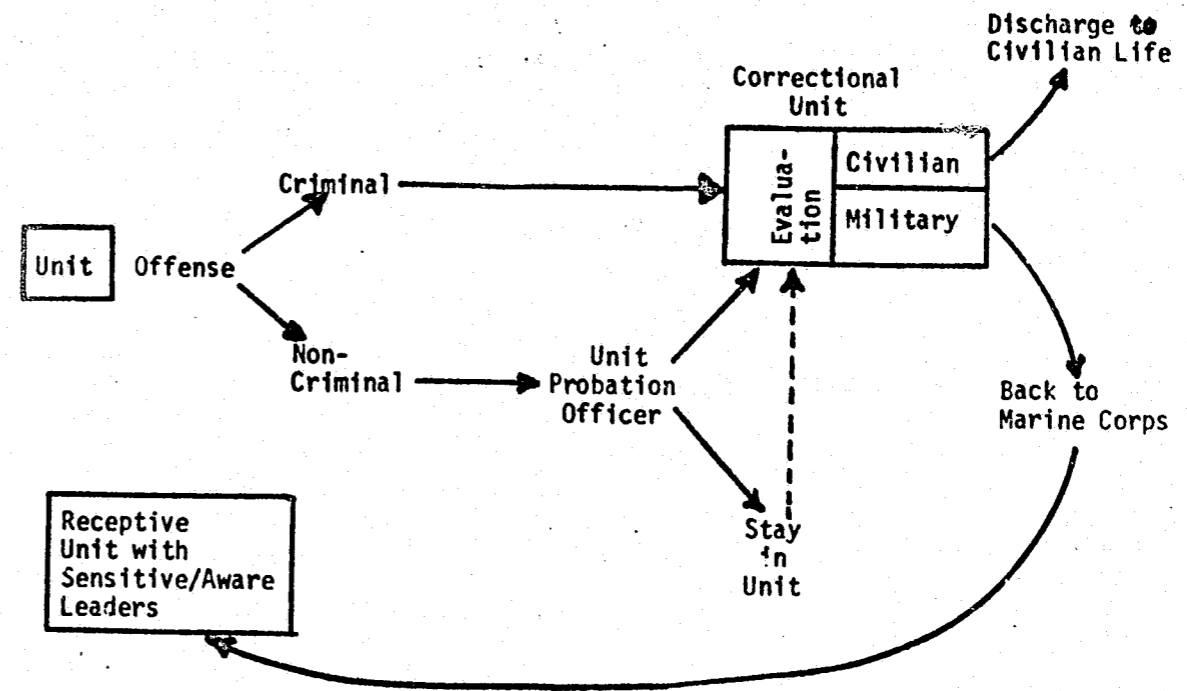 Discharge to
Civilian Life
Correctional
Unit
Criminal
Evalua-
tion
Civilian
Military
Unit
Offense
Non-
Criminal
Unit
Probation
Officer
Back to
Marine Corps
Receptive
Unit with
Sensitive/Aware
Leaders
Stay
in
Unit